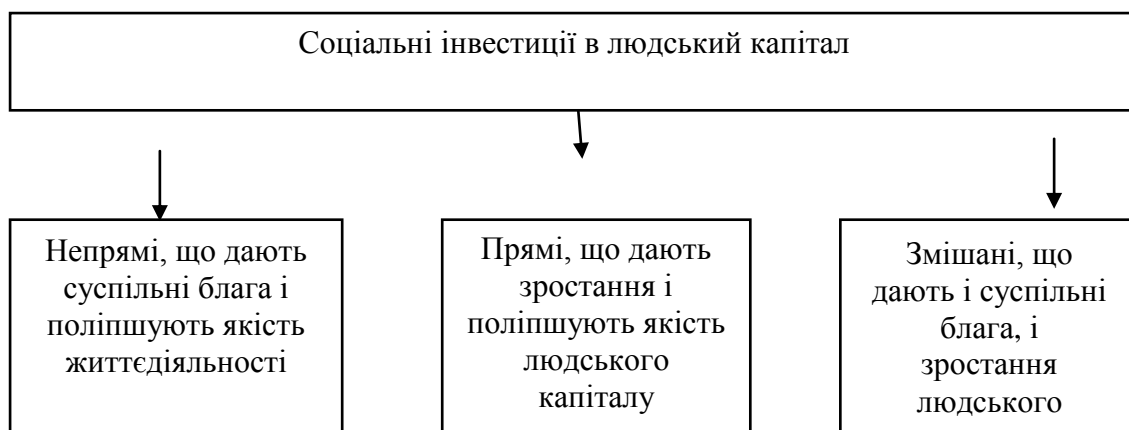 Соціальні інвестиції в людський капітал
Непрямі, що дають
суспільні блага і
поліпшують якість
життєдіяльності
Прямі, що дають
зростання і
поліпшують якість
людського
капіталу
Змішані, що
дають і суспільні
блага, і
зростання
людського